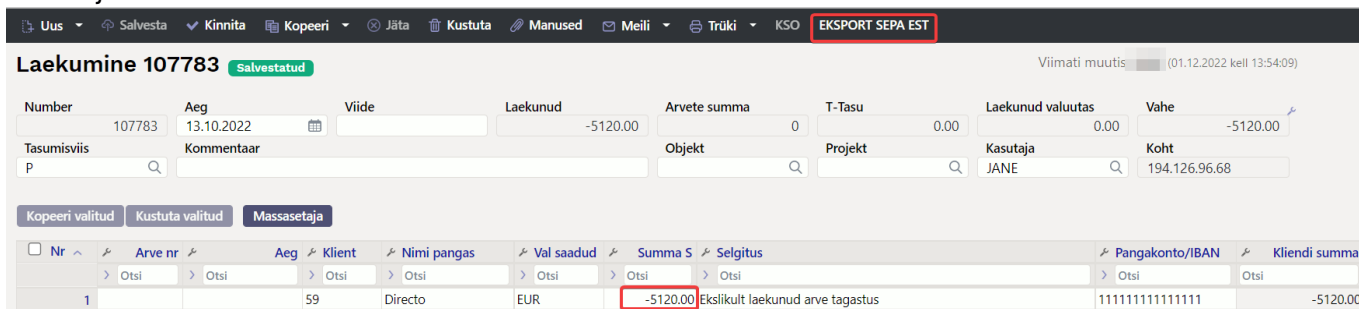 Uus Salvesta Kinnita Kopeeri Jäta Kustuta Manused Meili Trüki KSO EKSPORT SEPA EST
Laekumine 107783 Salvestatud
Viimati muutis (01.12.2022 kell 13:54:09)
Number Aeg Viide Laekunud Arvete summa T-Tasu Laekunud valuutas Vahe
107783 13.10.2022 -5120.00 0 0.00 0.00 -5120.00
Tasumisviis Kommentaar Objekt Projekt Kasutaja Koht
P JANE 194.126.96.68
Kopeeri valitud Kustuta valitud Massasetaja
Nr Arve nr Aeg Klient Nimi pangas Val saadud Summa S Selgitus Pangakonto/IBAN Kliendi summa
> Otsi > Otsi > Otsi > Otsi > Otsi > Otsi > Otsi > Otsi Otsi
1 59 Directo EUR -5120.00 Ekslikult laekunud arve tagastus 111111111111111 -5120.00